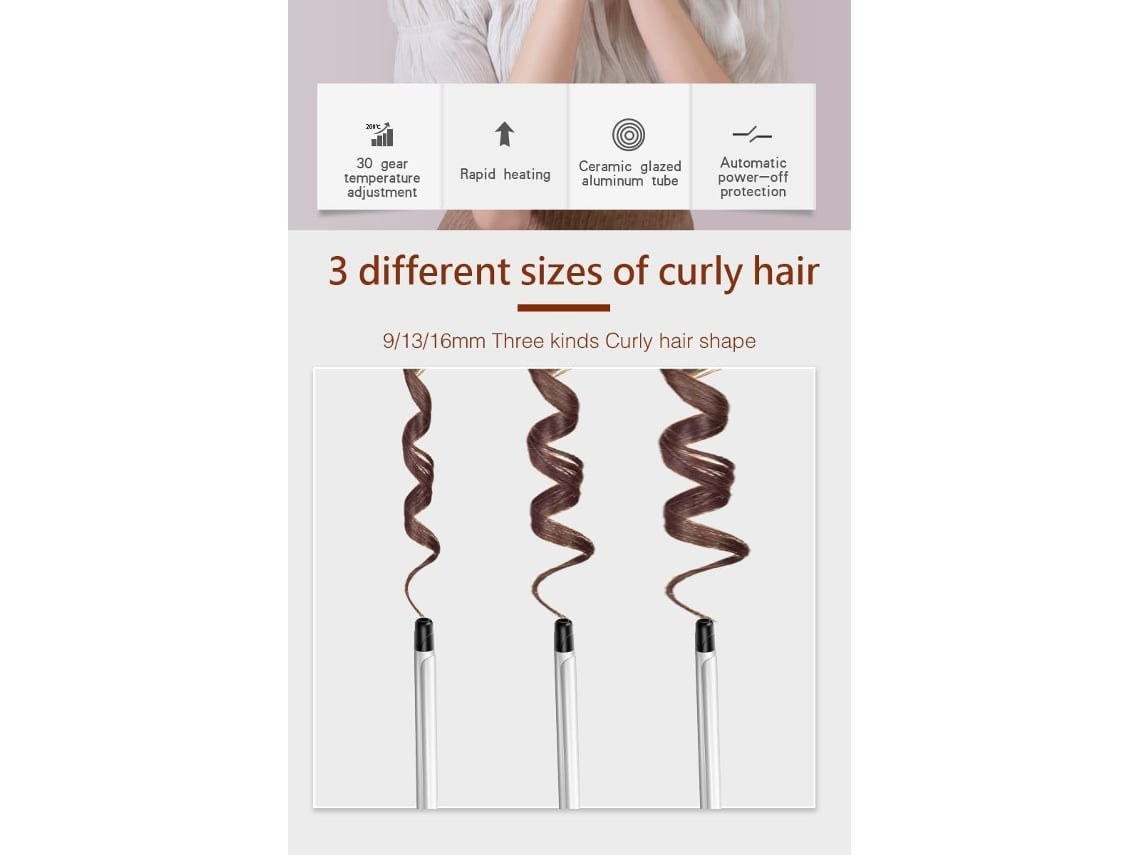 200℃
30 gear
temperature
adjustment
Rapid heating
Ceramic glazed
aluminum tube
Automatic
power-off
protection
3 different sizes of curly hair
9/13/16mm Three kinds Curly hair shape